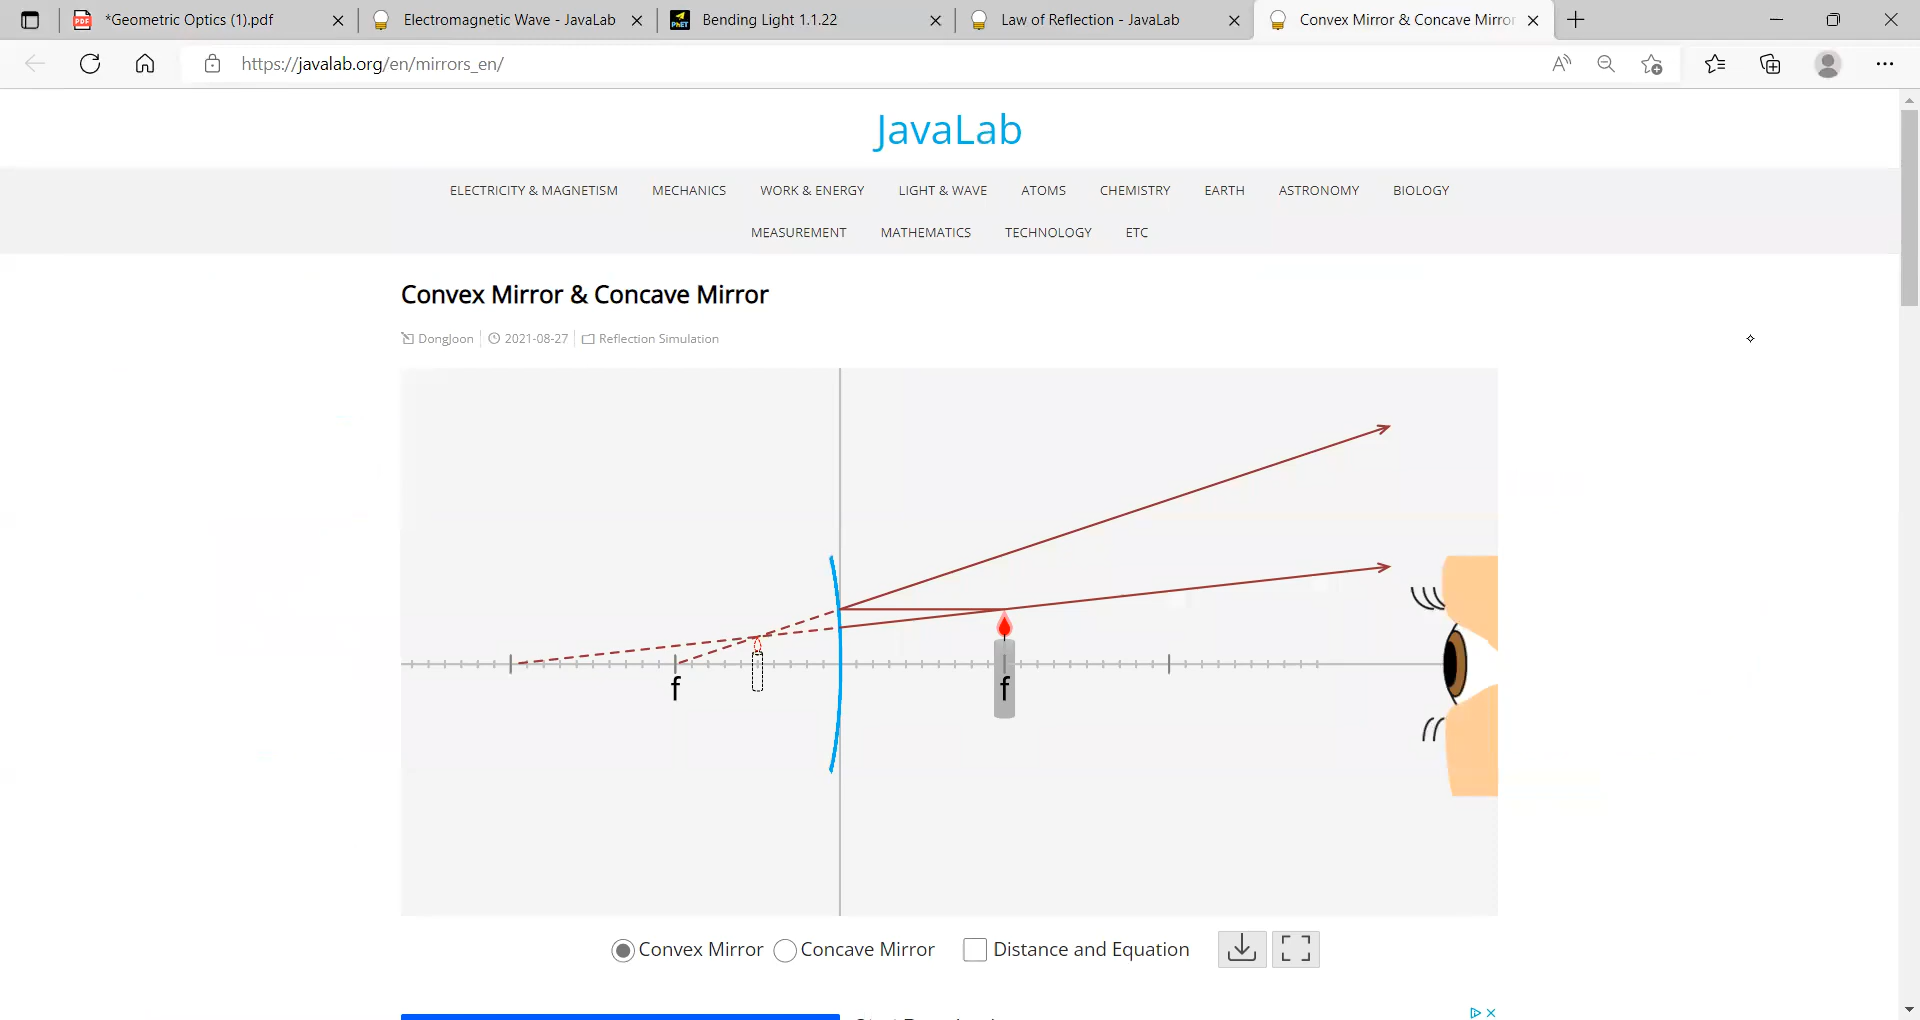 *Geometric Optics (1).pdf
Electromagnetic Wave - JavaLab
Bending Light 1.1.22
Law of Reflection - JavaLab
Convex Mirror & Concave Mirror
https://javalab.org/en/mirrors_en/
JavaLab
ELECTRICITY & MAGNETISM MECHANICS WORK & ENERGY LIGHT & WAVE ATOMS CHEMISTRY EARTH ASTRONOMY BIOLOGY
MEASUREMENT MATHEMATICS TECHNOLOGY ETC
Convex Mirror & Concave Mirror
DongJoon 2021-08-27 Reflection Simulation
f f
Convex Mirror Concave Mirror Distance and Equation